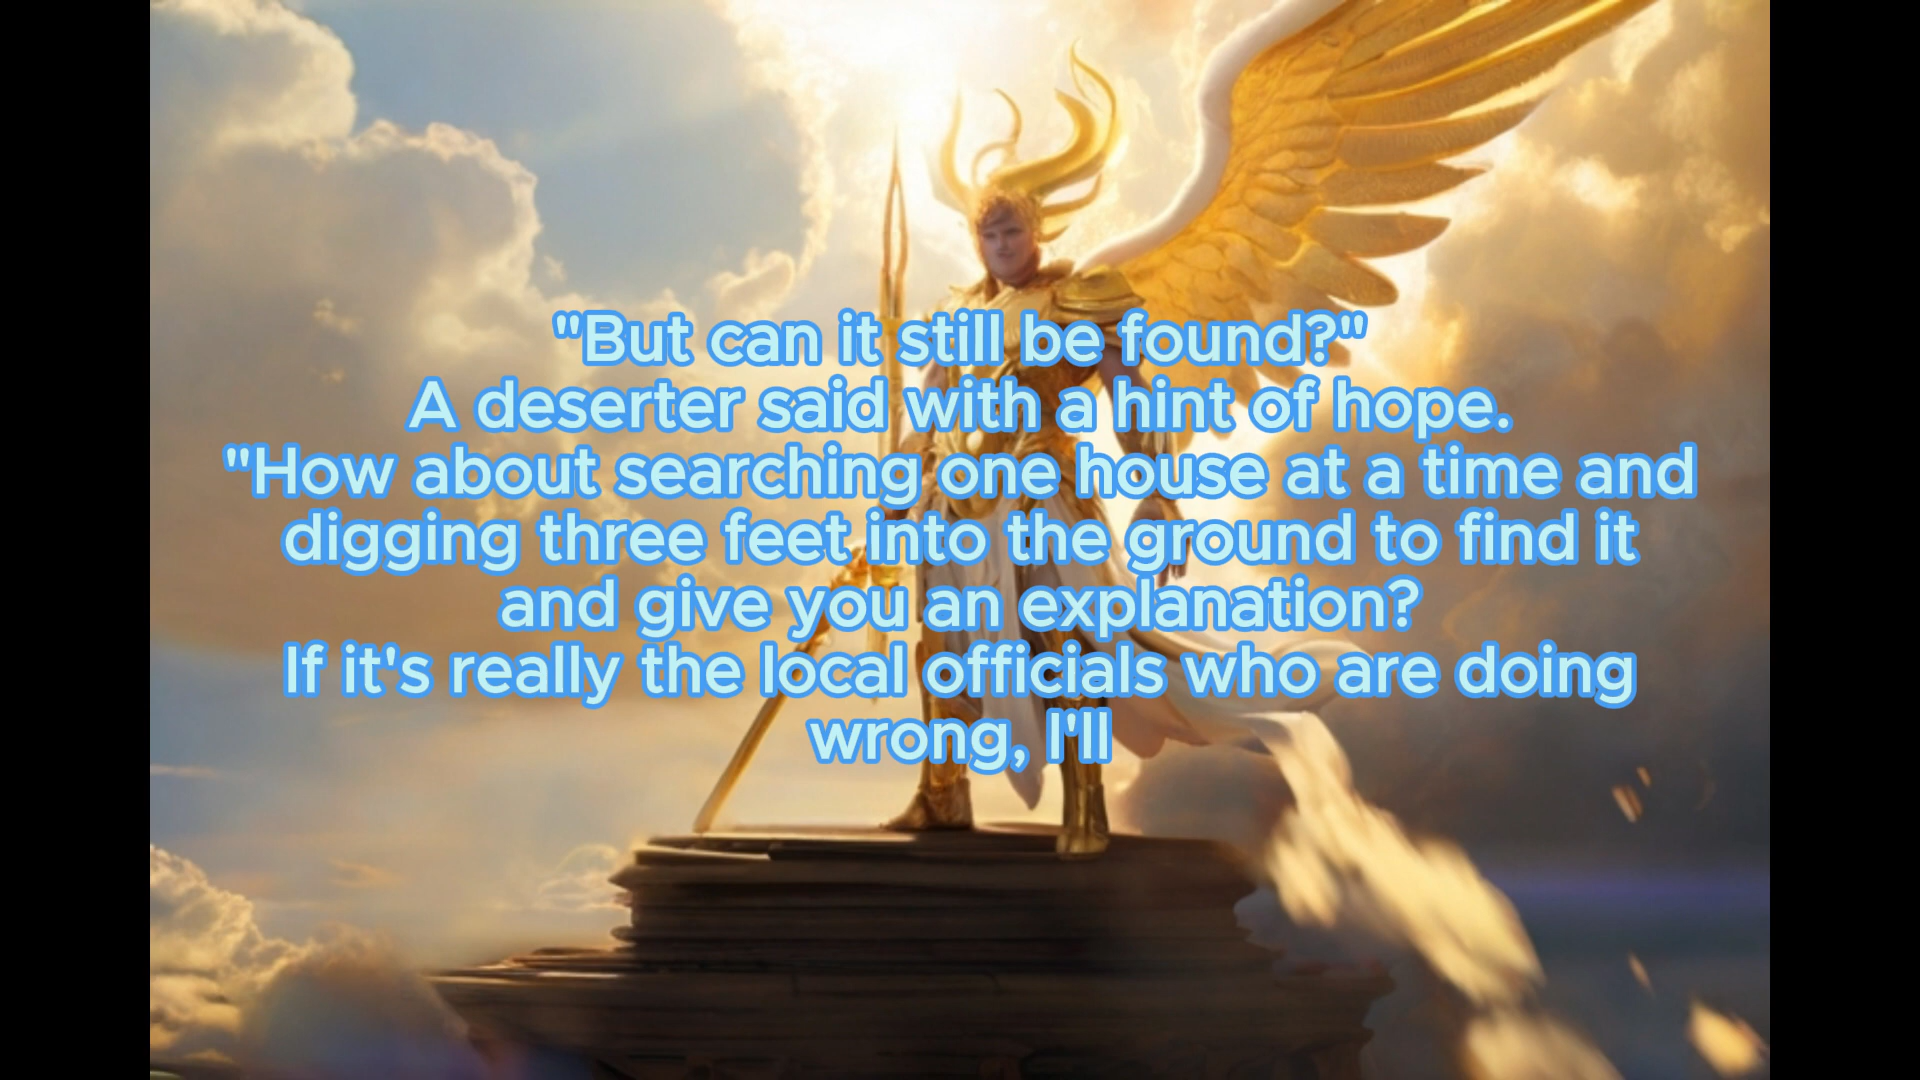 "But can it still be found?"
A deserter said with a hint of hope.
"How about searching one house at a time and
digging three feet into the ground to find it
and give you an explanation?
If it's really the local officials who are doing
wrong, I'll